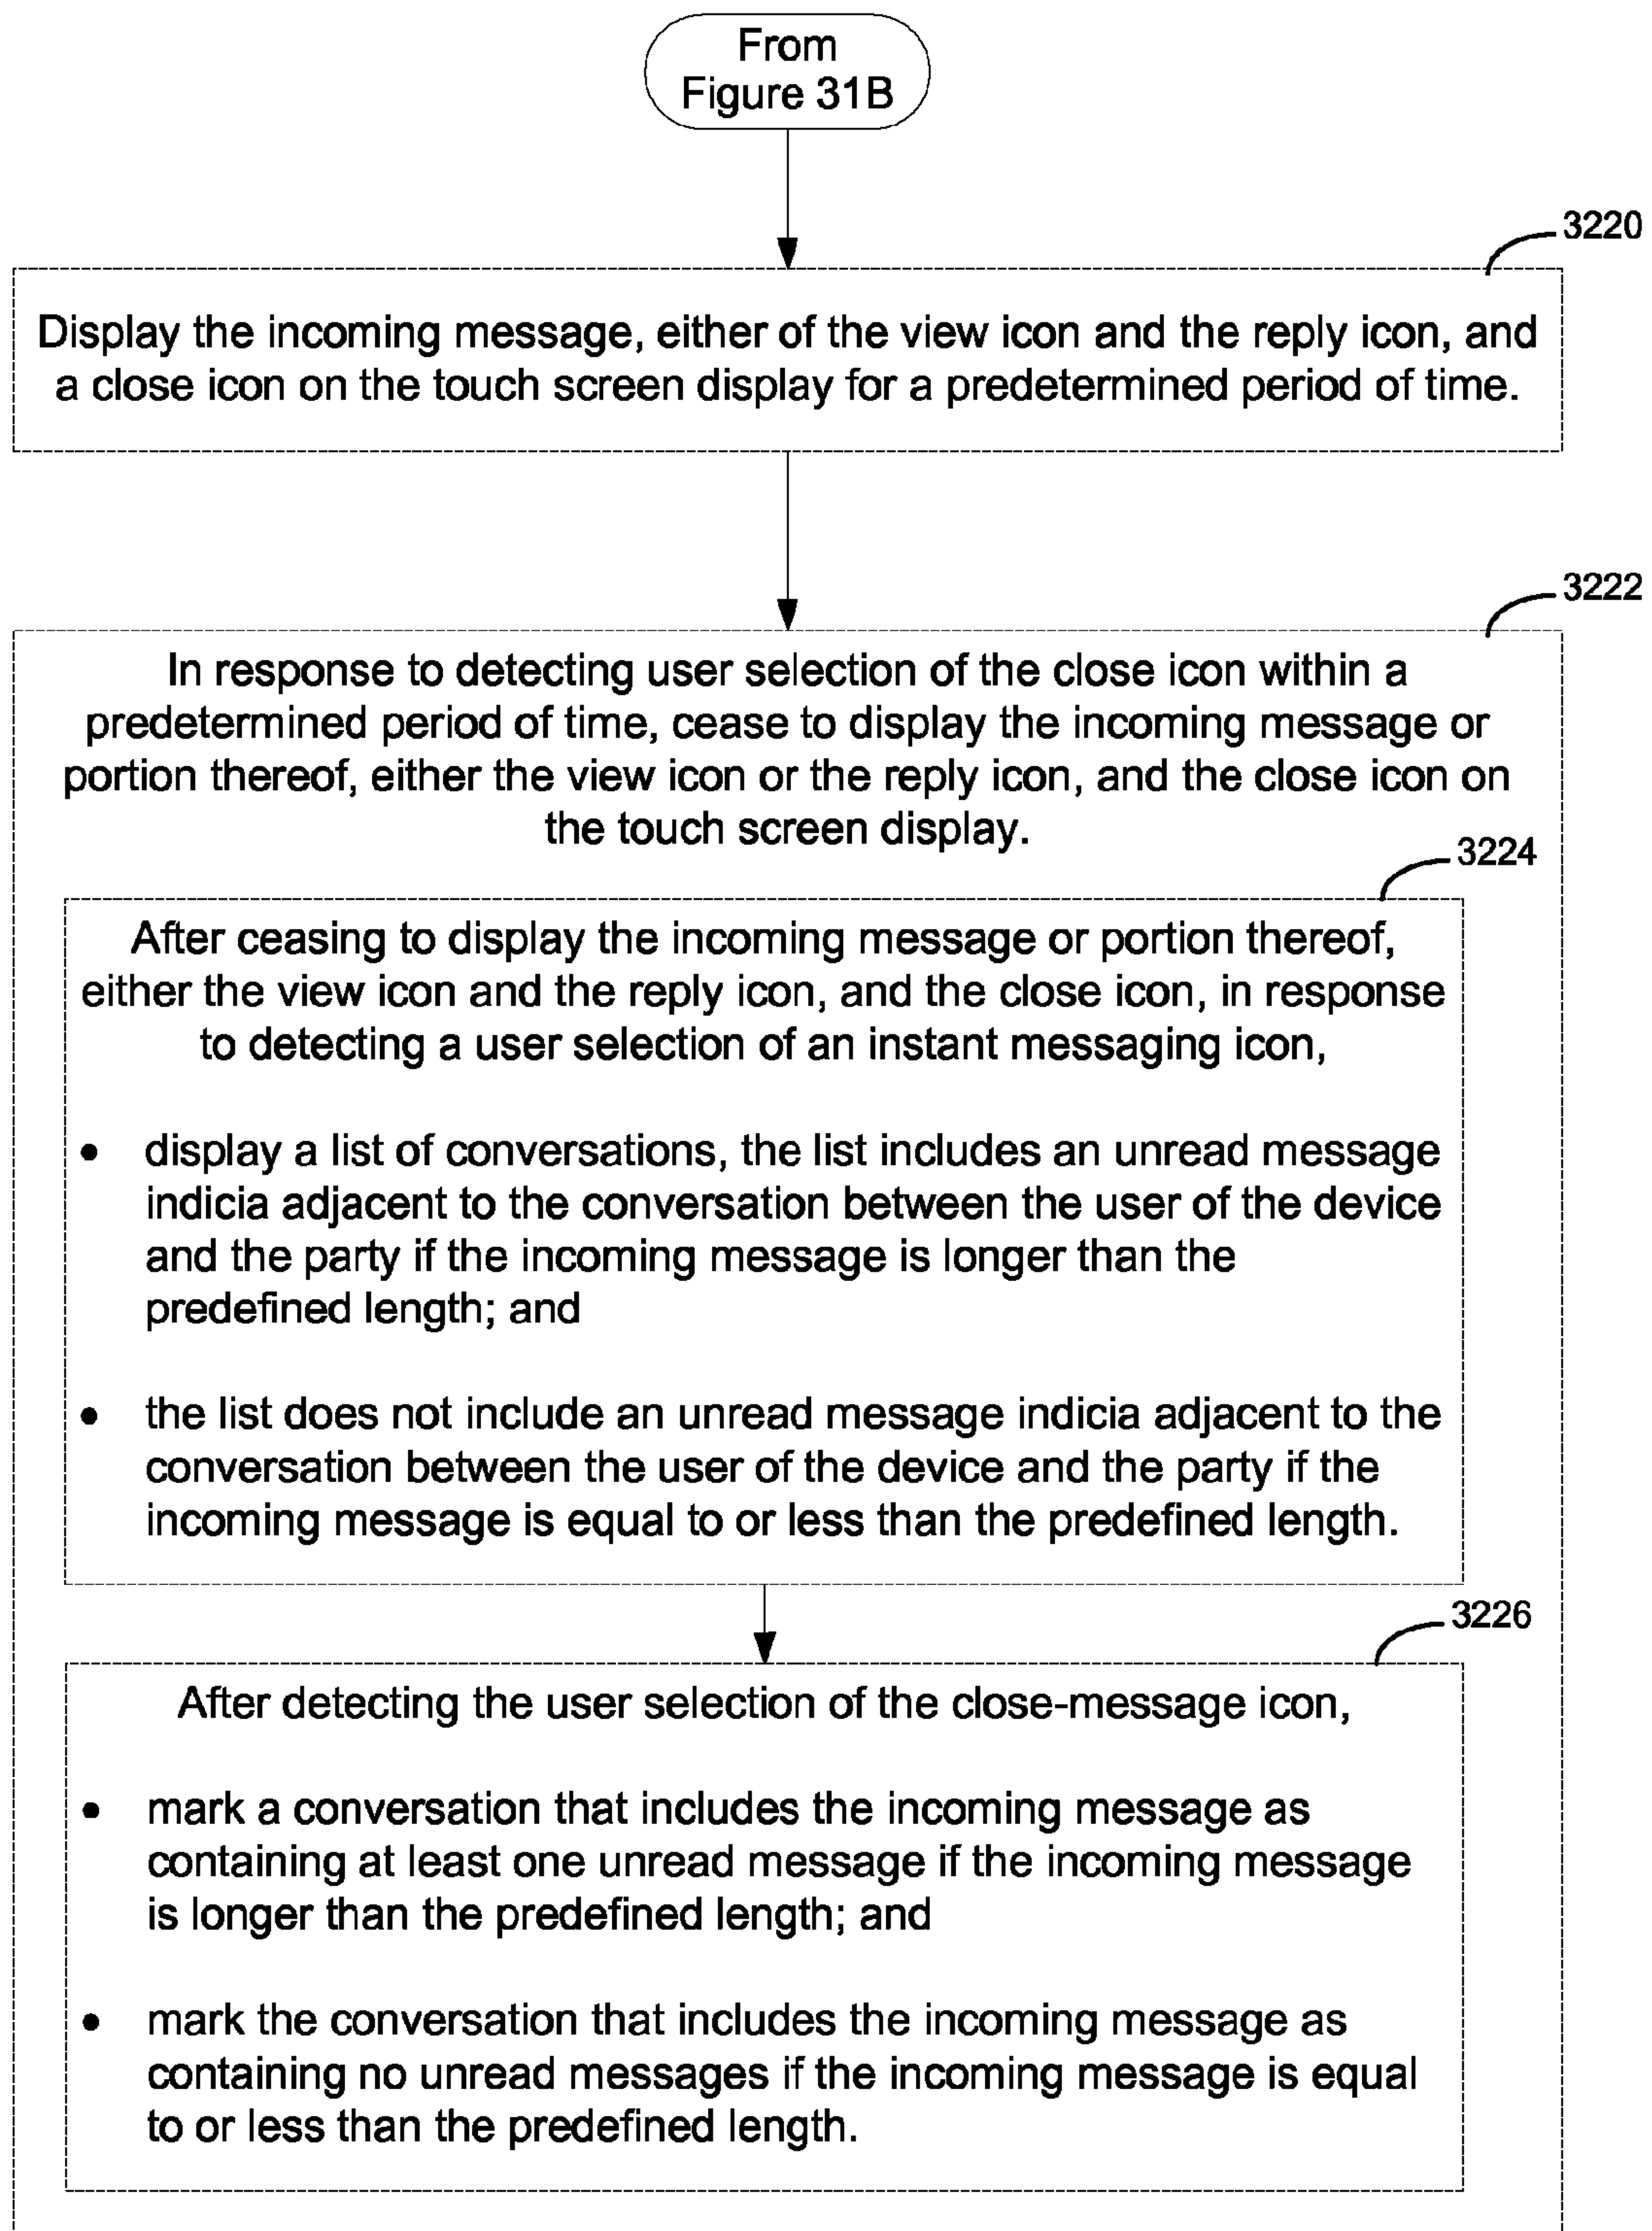 From
Figure 31B
3220
Display the incoming message, either of the view icon and the reply icon, and
a close icon on the touch screen display for a predetermined period of time.
3222
In response to detecting user selection of the close icon within a
predetermined period of time, cease to display the incoming message or
portion thereof, either the view icon or the reply icon, and the close icon on
the touch screen display.
3224
After ceasing to display the incoming message or portion thereof,
either the view icon and the reply icon, and the close icon, in response
to detecting a user selection of an instant messaging icon,
• display a list of conversations, the list includes an unread message
indicia adjacent to the conversation between the user of the device
and the party if the incoming message is longer than the
predefined length; and
• the list does not include an unread message indicia adjacent to the
conversation between the user of the device and the party if the
incoming message is equal to or less than the predefined length.
3226
After detecting the user selection of the close-message icon,
• mark a conversation that includes the incoming message as
containing at least one unread message if the incoming message
is longer than the predefined length; and
• mark the conversation that includes the incoming message as
containing no unread messages if the incoming message is equal
to or less than the predefined length.